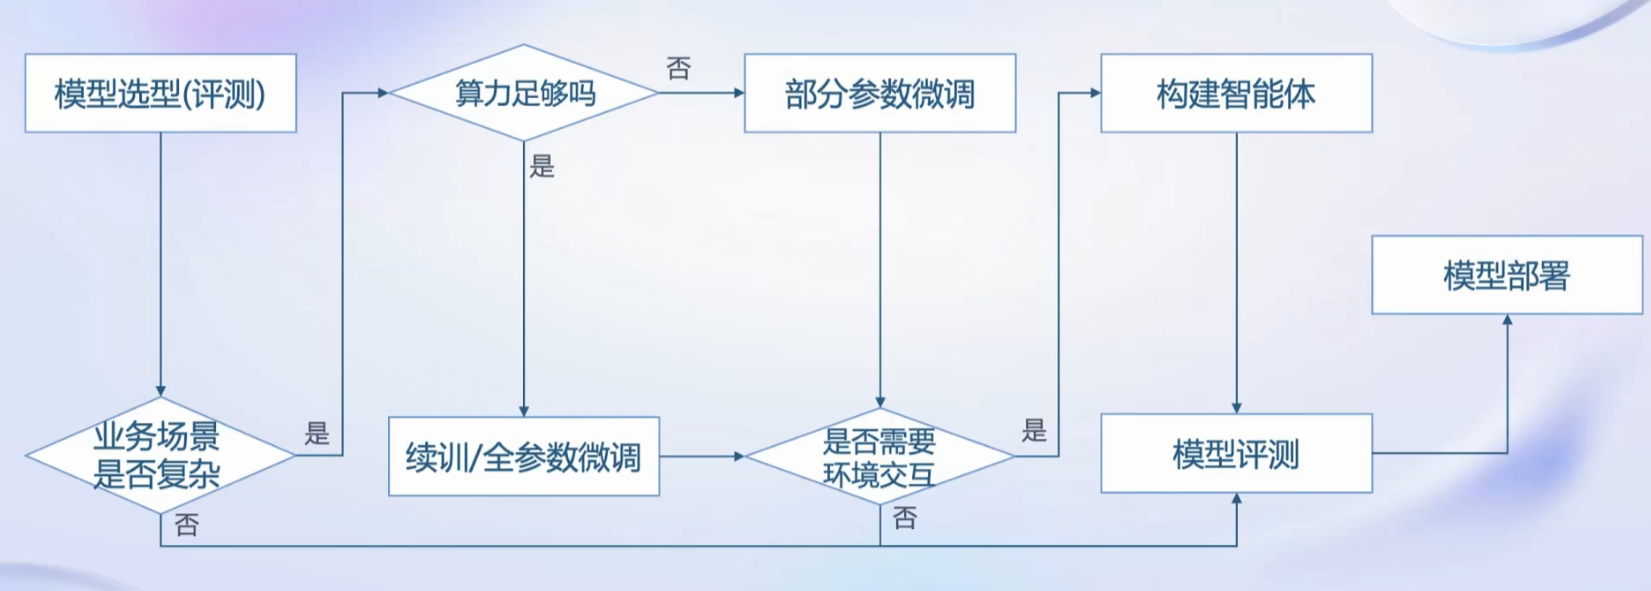 模型选型(评测)
算力足够吗
否
部分参数微调
构建智能体
是
模型部署
业务场景
是否复杂
是
续训/全参数微调
是否需要
环境交互
是
模型评测
否
否